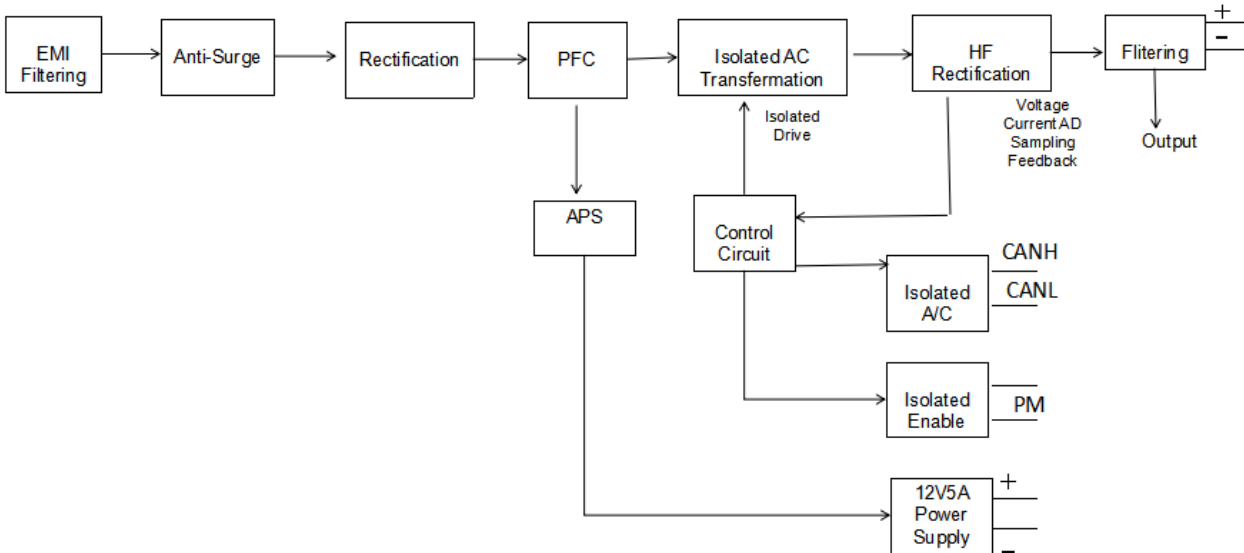 EMI
Filtering
Anti-Surge
Rectification
PFC
Isolated AC
Transfermation
HF
Rectification
Flitering
+
-
Isolated
Drive
Voltage
Current AD
Sampling
Feedback
Output
APS
Control
Circuit
CANH
Isolated
A/C
CANL
Isolated
Enable
PM
12V5A
Power
Supply
+
-